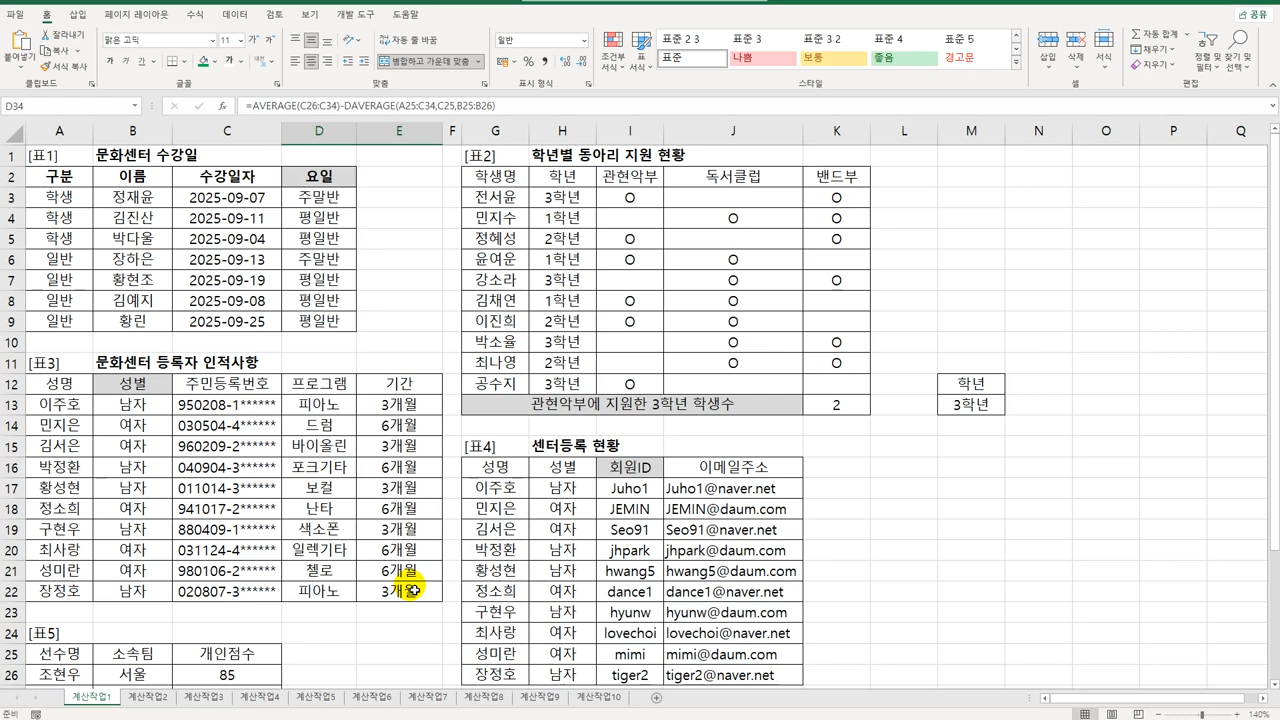 파일 홈 삽입 페이지 레이아웃 수식 데이터 검토 보기 개발 도구 도움말 공유
붙여넣기 잘라내기 복사 서식 복사 클립보드
맑은 고딕 11 가 가 가 가 가 글꼴
자동 줄 바꿈 병합하고 가운데 맞춤 맞춤
일반 % 표시 형식
조건부 서식 표 서식 표준 2 3 표준 3 표준 3 2 표준 4 표준 5
표준 나쁨 보통 좋음 경고문 스타일
삽입 삭제 서식 셀
자동 합계 채우기 지우기 정렬 및 필터 찾기 및 선택 편집
D34 =AVERAGE(C26:C34)-DAVERAGE(A25:C34,C25,B25:B26)
A B C D E F G H I J K L M N O P Q
1 [표1] 문화센터 수강일 [표2] 학년별 동아리 지원 현황
2 구분 이름 수강일자 요일 학생명 학년 관현악부 독서클럽 밴드부
3 학생 정재윤 2025-09-07 주말반 전서윤 3학년 O O
4 학생 김진산 2025-09-11 평일반 민지수 1학년 O O
5 학생 박다울 2025-09-04 평일반 정혜성 2학년 O O
6 일반 장하은 2025-09-13 주말반 윤여운 1학년 O O
7 일반 황현조 2025-09-19 평일반 강소라 3학년 O O
8 일반 김예지 2025-09-08 평일반 김채연 1학년 O O
9 일반 황린 2025-09-25 평일반 이진희 2학년 O O
10 박소율 3학년 O O
11 [표3] 문화센터 등록자 인적사항 최나영 2학년 O O
12 성명 성별 주민등록번호 프로그램 기간 공수지 3학년 O 학년
13 이주호 남자 950208-1****** 피아노 3개월 관현악부에 지원한 3학년 학생수 2 3학년
14 민지은 여자 030504-4****** 드럼 6개월
15 김서은 여자 960209-2****** 바이올린 3개월 [표4] 센터등록 현황
16 박정환 남자 040904-3****** 포크기타 6개월 성명 성별 회원ID 이메일주소
17 황성현 남자 011014-3****** 보컬 3개월 이주호 남자 Juho1 Juho1@naver.net
18 정소희 여자 941017-2****** 난타 6개월 민지은 여자 JEMIN JEMIN@daum.com
19 구현우 남자 880409-1****** 색소폰 3개월 김서은 여자 Seo91 Seo91@naver.net
20 최사랑 여자 031124-4****** 일렉기타 6개월 박정환 남자 jhpark jhpark@daum.com
21 성미란 여자 980106-2****** 첼로 6개월 황성현 남자 hwang5 hwang5@daum.com
22 장정호 남자 020807-3****** 피아노 3개월 정소희 여자 dance1 dance1@naver.net
23 구현우 남자 hyunw hyunw@daum.com
24 [표5] 최사랑 여자 lovechoi lovechoi@naver.net
25 선수명 소속팀 개인점수 성미란 여자 mimi mimi@daum.com
26 조현우 서울 85 장정호 남자 tiger2 tiger2@naver.net
계산작업1 계산작업2 계산작업3 계산작업4 계산작업5 계산작업6 계산작업7 계산작업8 계산작업9 계산작업10
준비 140%